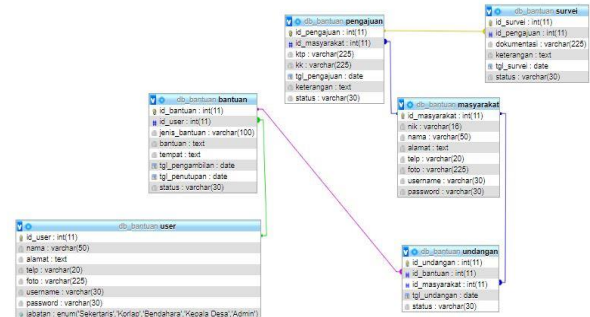 db_bantuan pengajuan
id_pengajuan : int(11)
id_masyarakat : int(11)
ktp : varchar(225)
kk : varchar(225)
tgl_pengajuan : date
keterangan : text
status : varchar(30)
db_bantuan survei
id_survei : int(11)
id_pengajuan : int(11)
dokumentasi : varchar(225)
keterangan : text
tgl_survei : date
status : varchar(30)
db_bantuan bantuan
id_bantuan : int(11)
id_user : int(11)
jenis_bantuan : varchar(100)
bantuan : text
tempat : text
tgl_pengambilan : date
tgl_penutupan : date
status : varchar(30)
db_bantuan masyarakat
id_masyarakat : int(11)
nik : varchar(16)
nama : varchar(50)
alamat : text
telp : varchar(20)
foto : varchar(225)
username : varchar(30)
password : varchar(30)
db_bantuan user
id_user : int(11)
nama : varchar(50)
alamat : text
telp : varchar(20)
foto : varchar(225)
username : varchar(30)
password : varchar(30)
jabatan : enum('Sekertaris','Korlap','Bendahara','Kepala Desa','Admin')
db_bantuan undangan
id_undangan : int(11)
id_bantuan : int(11)
id_masyarakat : int(11)
tgl_undangan : date
status : varchar(30)